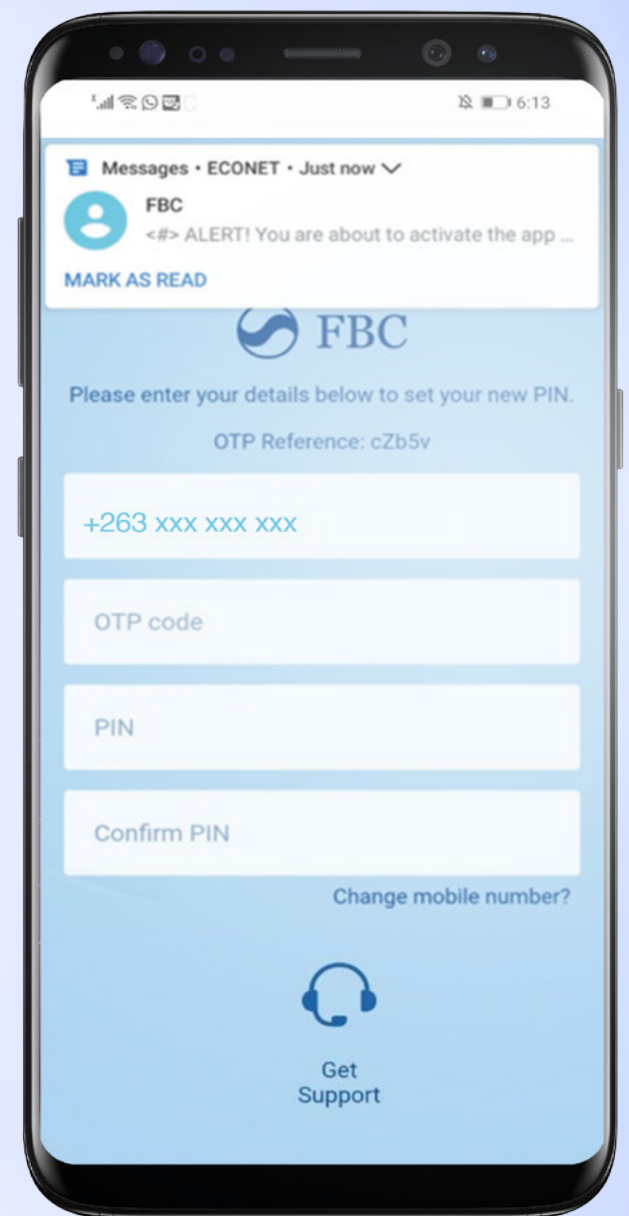 6:13
Messages • ECONET • Just now
FBC
<#> ALERT! You are about to activate the app ...
MARK AS READ
FBC
Please enter your details below to set your new PIN.
OTP Reference: cZb5v
+263 xxx xxx xxx
OTP code
PIN
Confirm PIN
Change mobile number?
Get
Support